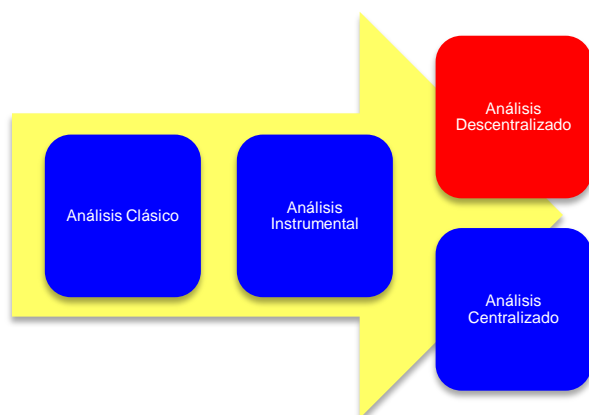 Análisis Clásico
Análisis
Instrumental
Análisis
Descentralizado
Análisis
Centralizado